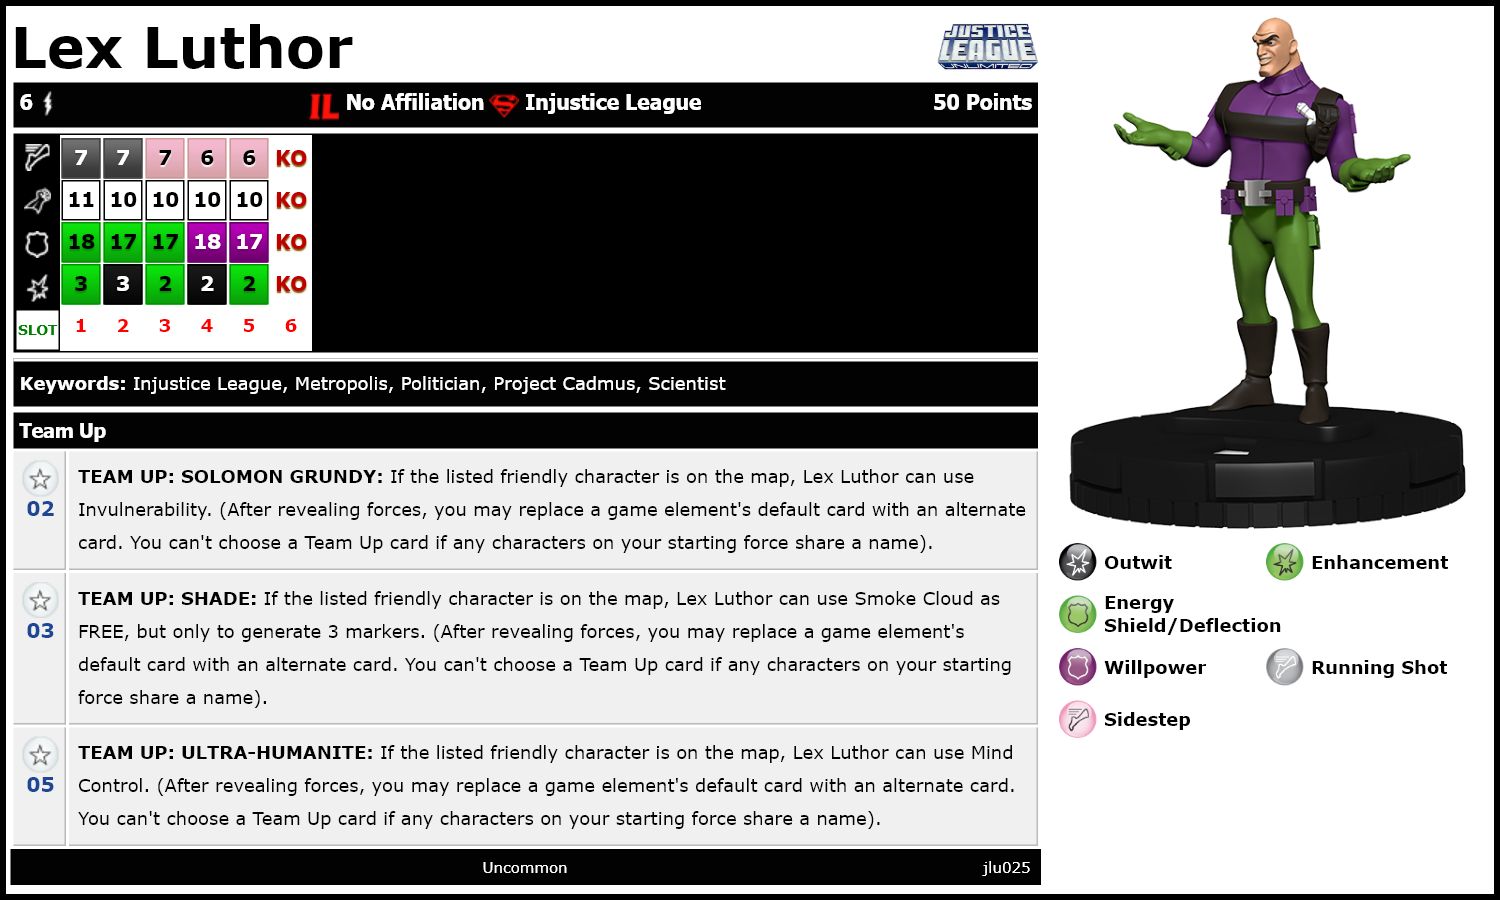 Lex Luthor
JUSTICE
LEAGUE
UNLIMITED
6 IL No Affiliation Injustice League 50 Points
7 7 7 6 6 KO
11 10 10 10 10 KO
18 17 17 18 17 KO
3 3 2 2 2 KO
SLOT 1 2 3 4 5 6
Keywords: Injustice League, Metropolis, Politician, Project Cadmus, Scientist
Team Up
02
TEAM UP: SOLOMON GRUNDY: If the listed friendly character is on the map, Lex Luthor can use
Invulnerability. (After revealing forces, you may replace a game element's default card with an alternate
card. You can't choose a Team Up card if any characters on your starting force share a name).
03
TEAM UP: SHADE: If the listed friendly character is on the map, Lex Luthor can use Smoke Cloud as
FREE, but only to generate 3 markers. (After revealing forces, you may replace a game element's
default card with an alternate card. You can't choose a Team Up card if any characters on your starting
force share a name).
05
TEAM UP: ULTRA-HUMANITE: If the listed friendly character is on the map, Lex Luthor can use Mind
Control. (After revealing forces, you may replace a game element's default card with an alternate card.
You can't choose a Team Up card if any characters on your starting force share a name).
Uncommon jlu025
Outwit Enhancement
Energy
Shield/Deflection
Willpower Running Shot
Sidestep